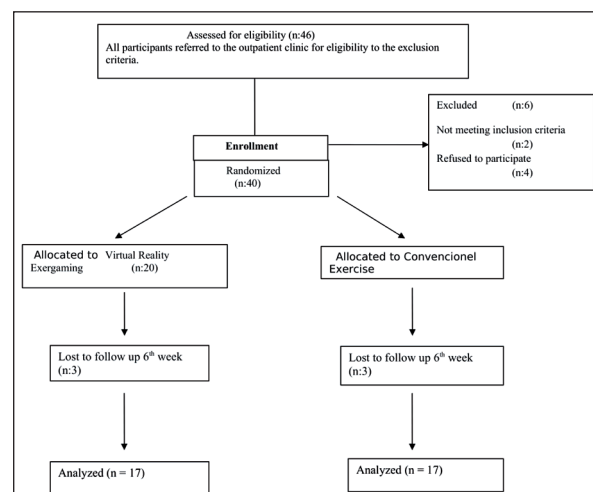 Assessed for eligibility (n:46)
All participants referred to the outpatient clinic for eligibility to the exclusion
criteria.
Excluded (n:6)
Not meeting inclusion criteria
(n:2)
Refused to participate
(n:4)
Enrollment
Randomized
(n:40)
Allocated to Virtual Reality
Exergaming (n:20)
Allocated to Convencionel
Exercise
Lost to follow up 6th week
(n:3)
Lost to follow up 6th week
(n:3)
Analyzed (n = 17)
Analyzed (n = 17)